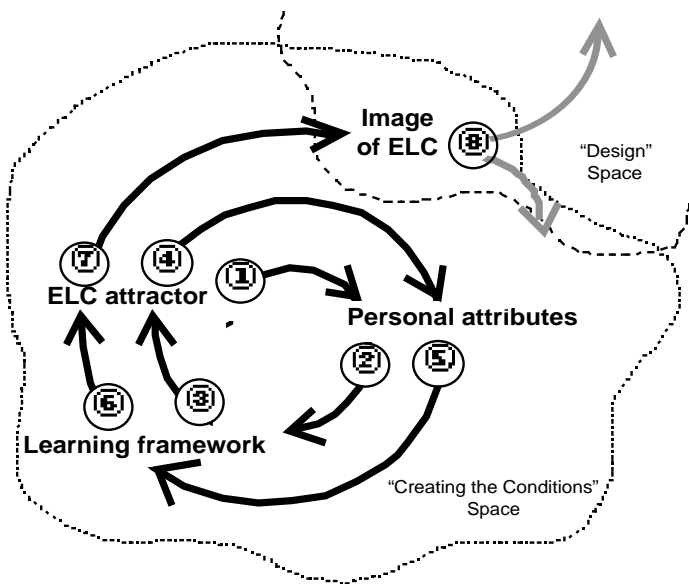 Image
of ELC
(8)
“Design”
Space
(7)
(4)
(1)
ELC attractor
Personal attributes
(2)
(5)
(6)
(3)
Learning framework
“Creating the Conditions”
Space